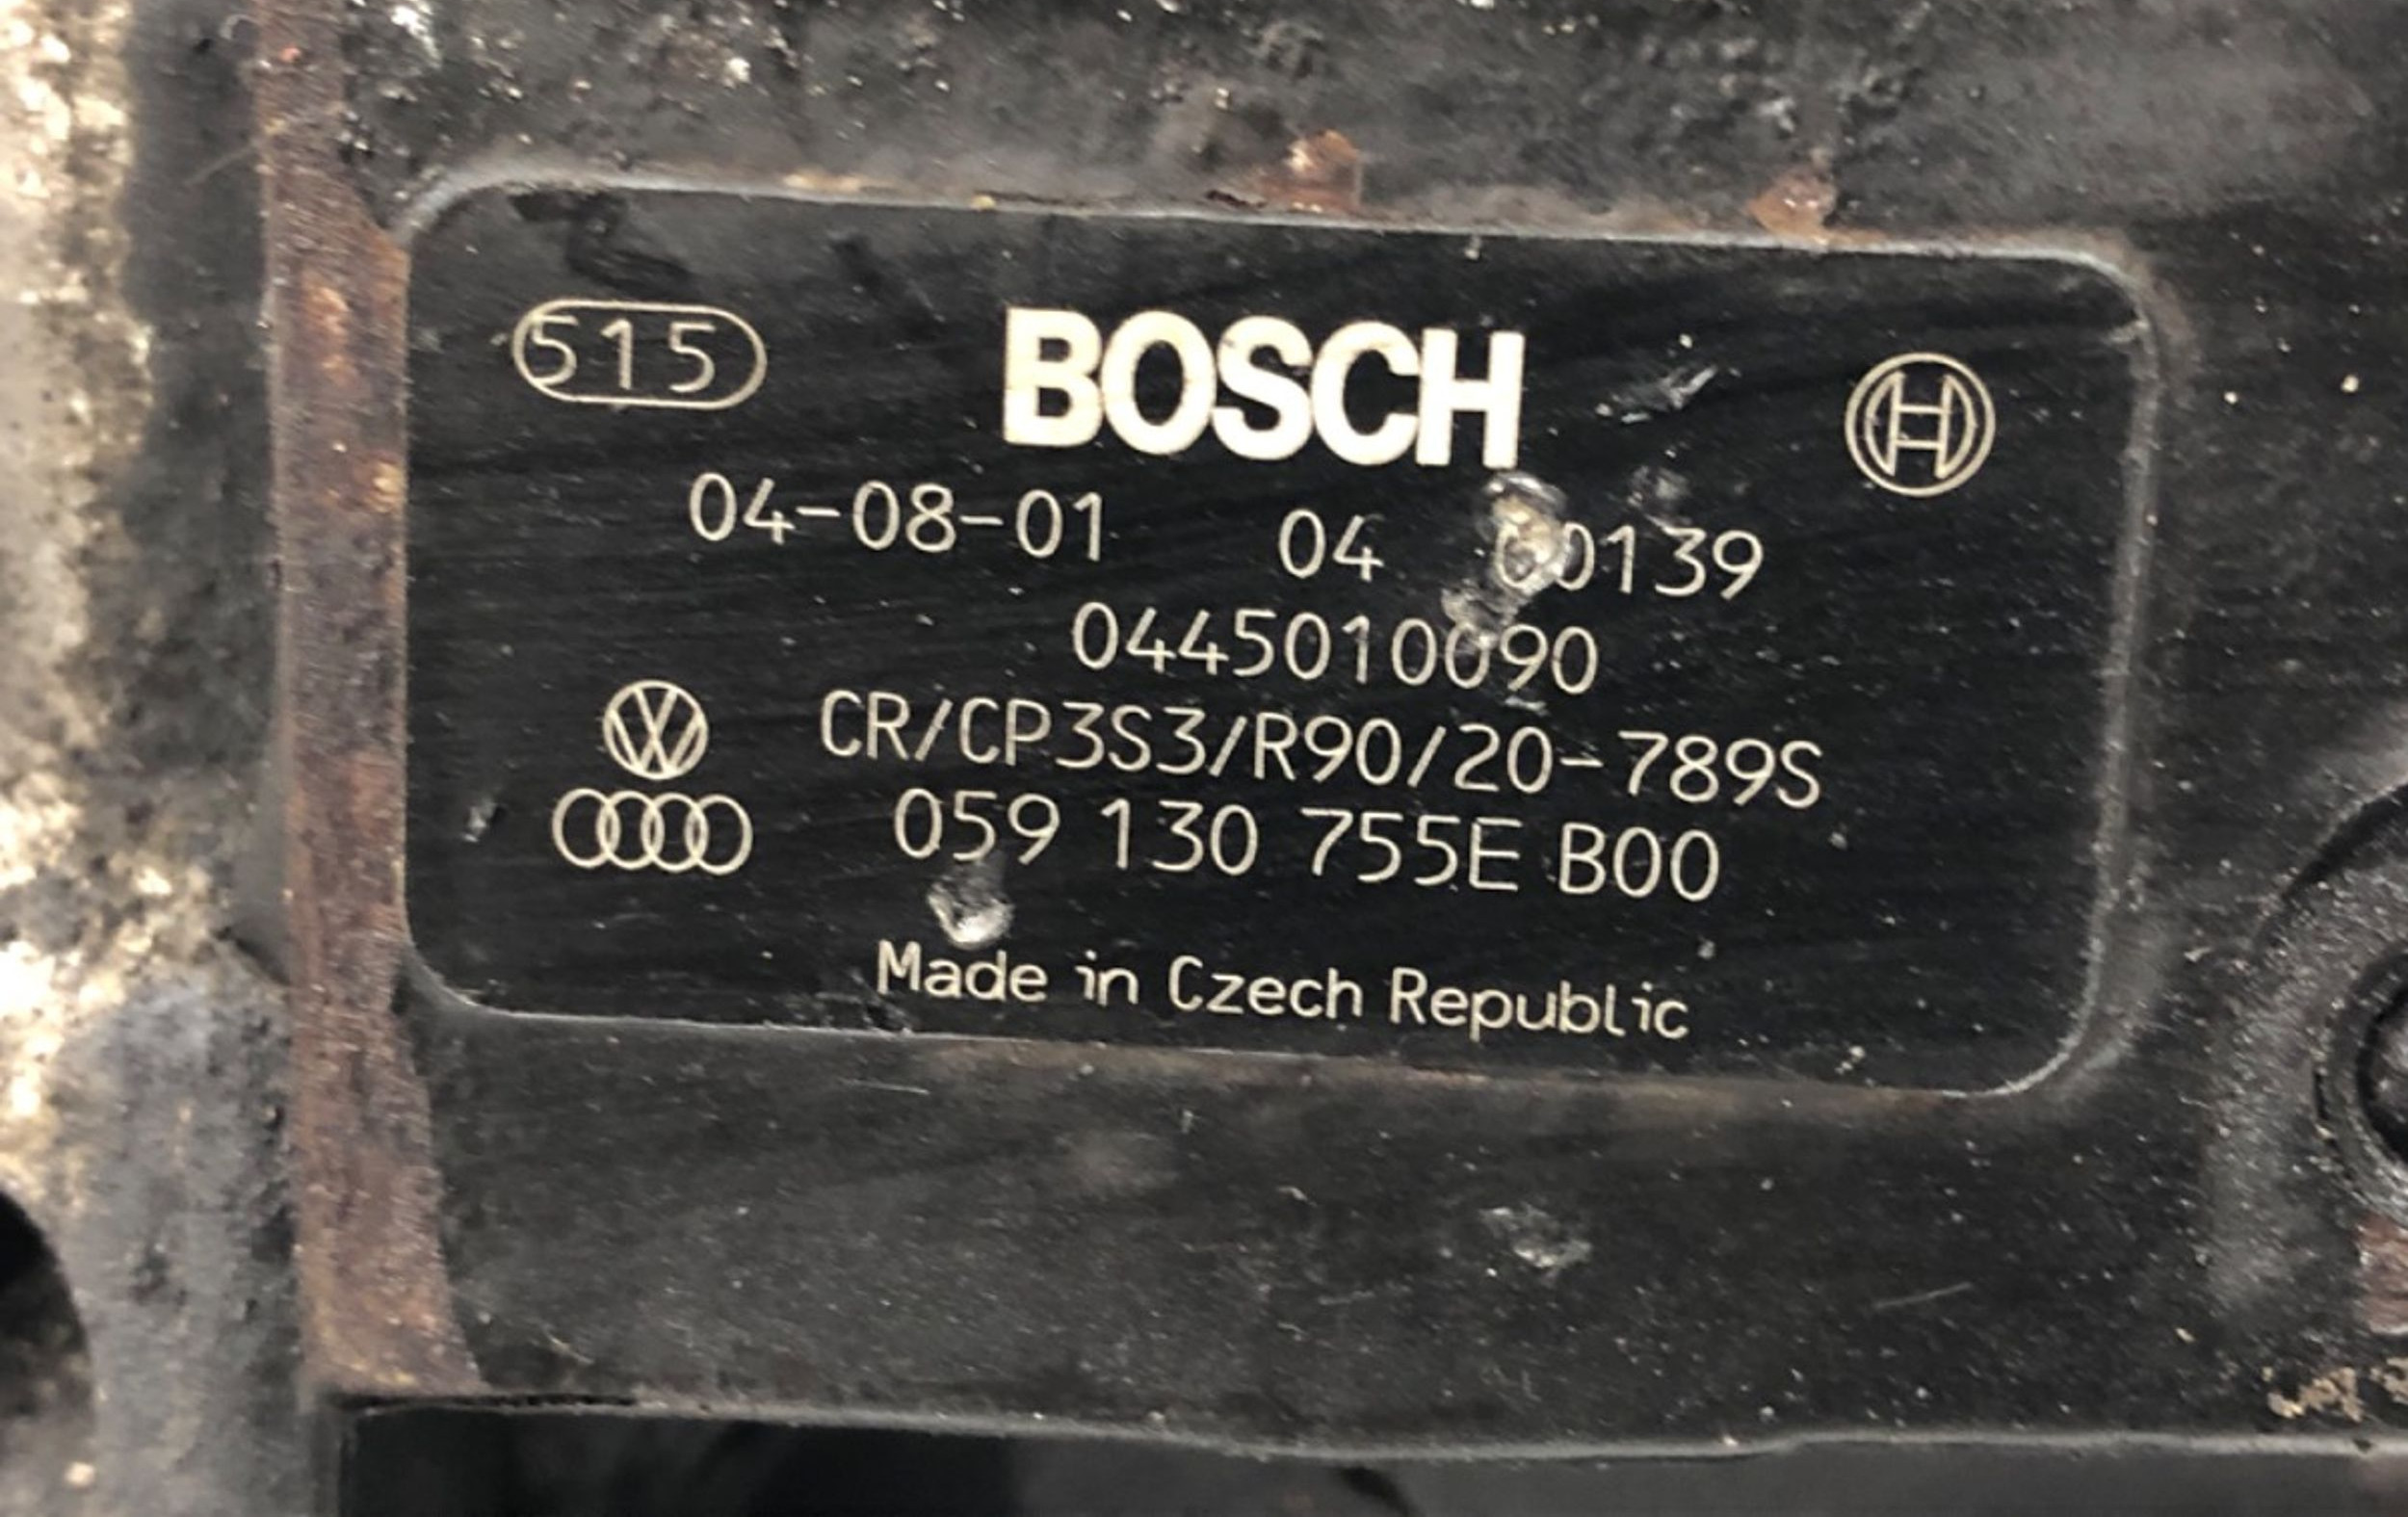 515 BOSCH
04-08-01 04 00139
0445010090
CR/CP3S3/R90/20-789S
059 130 755E B00
Made in Czech Republic